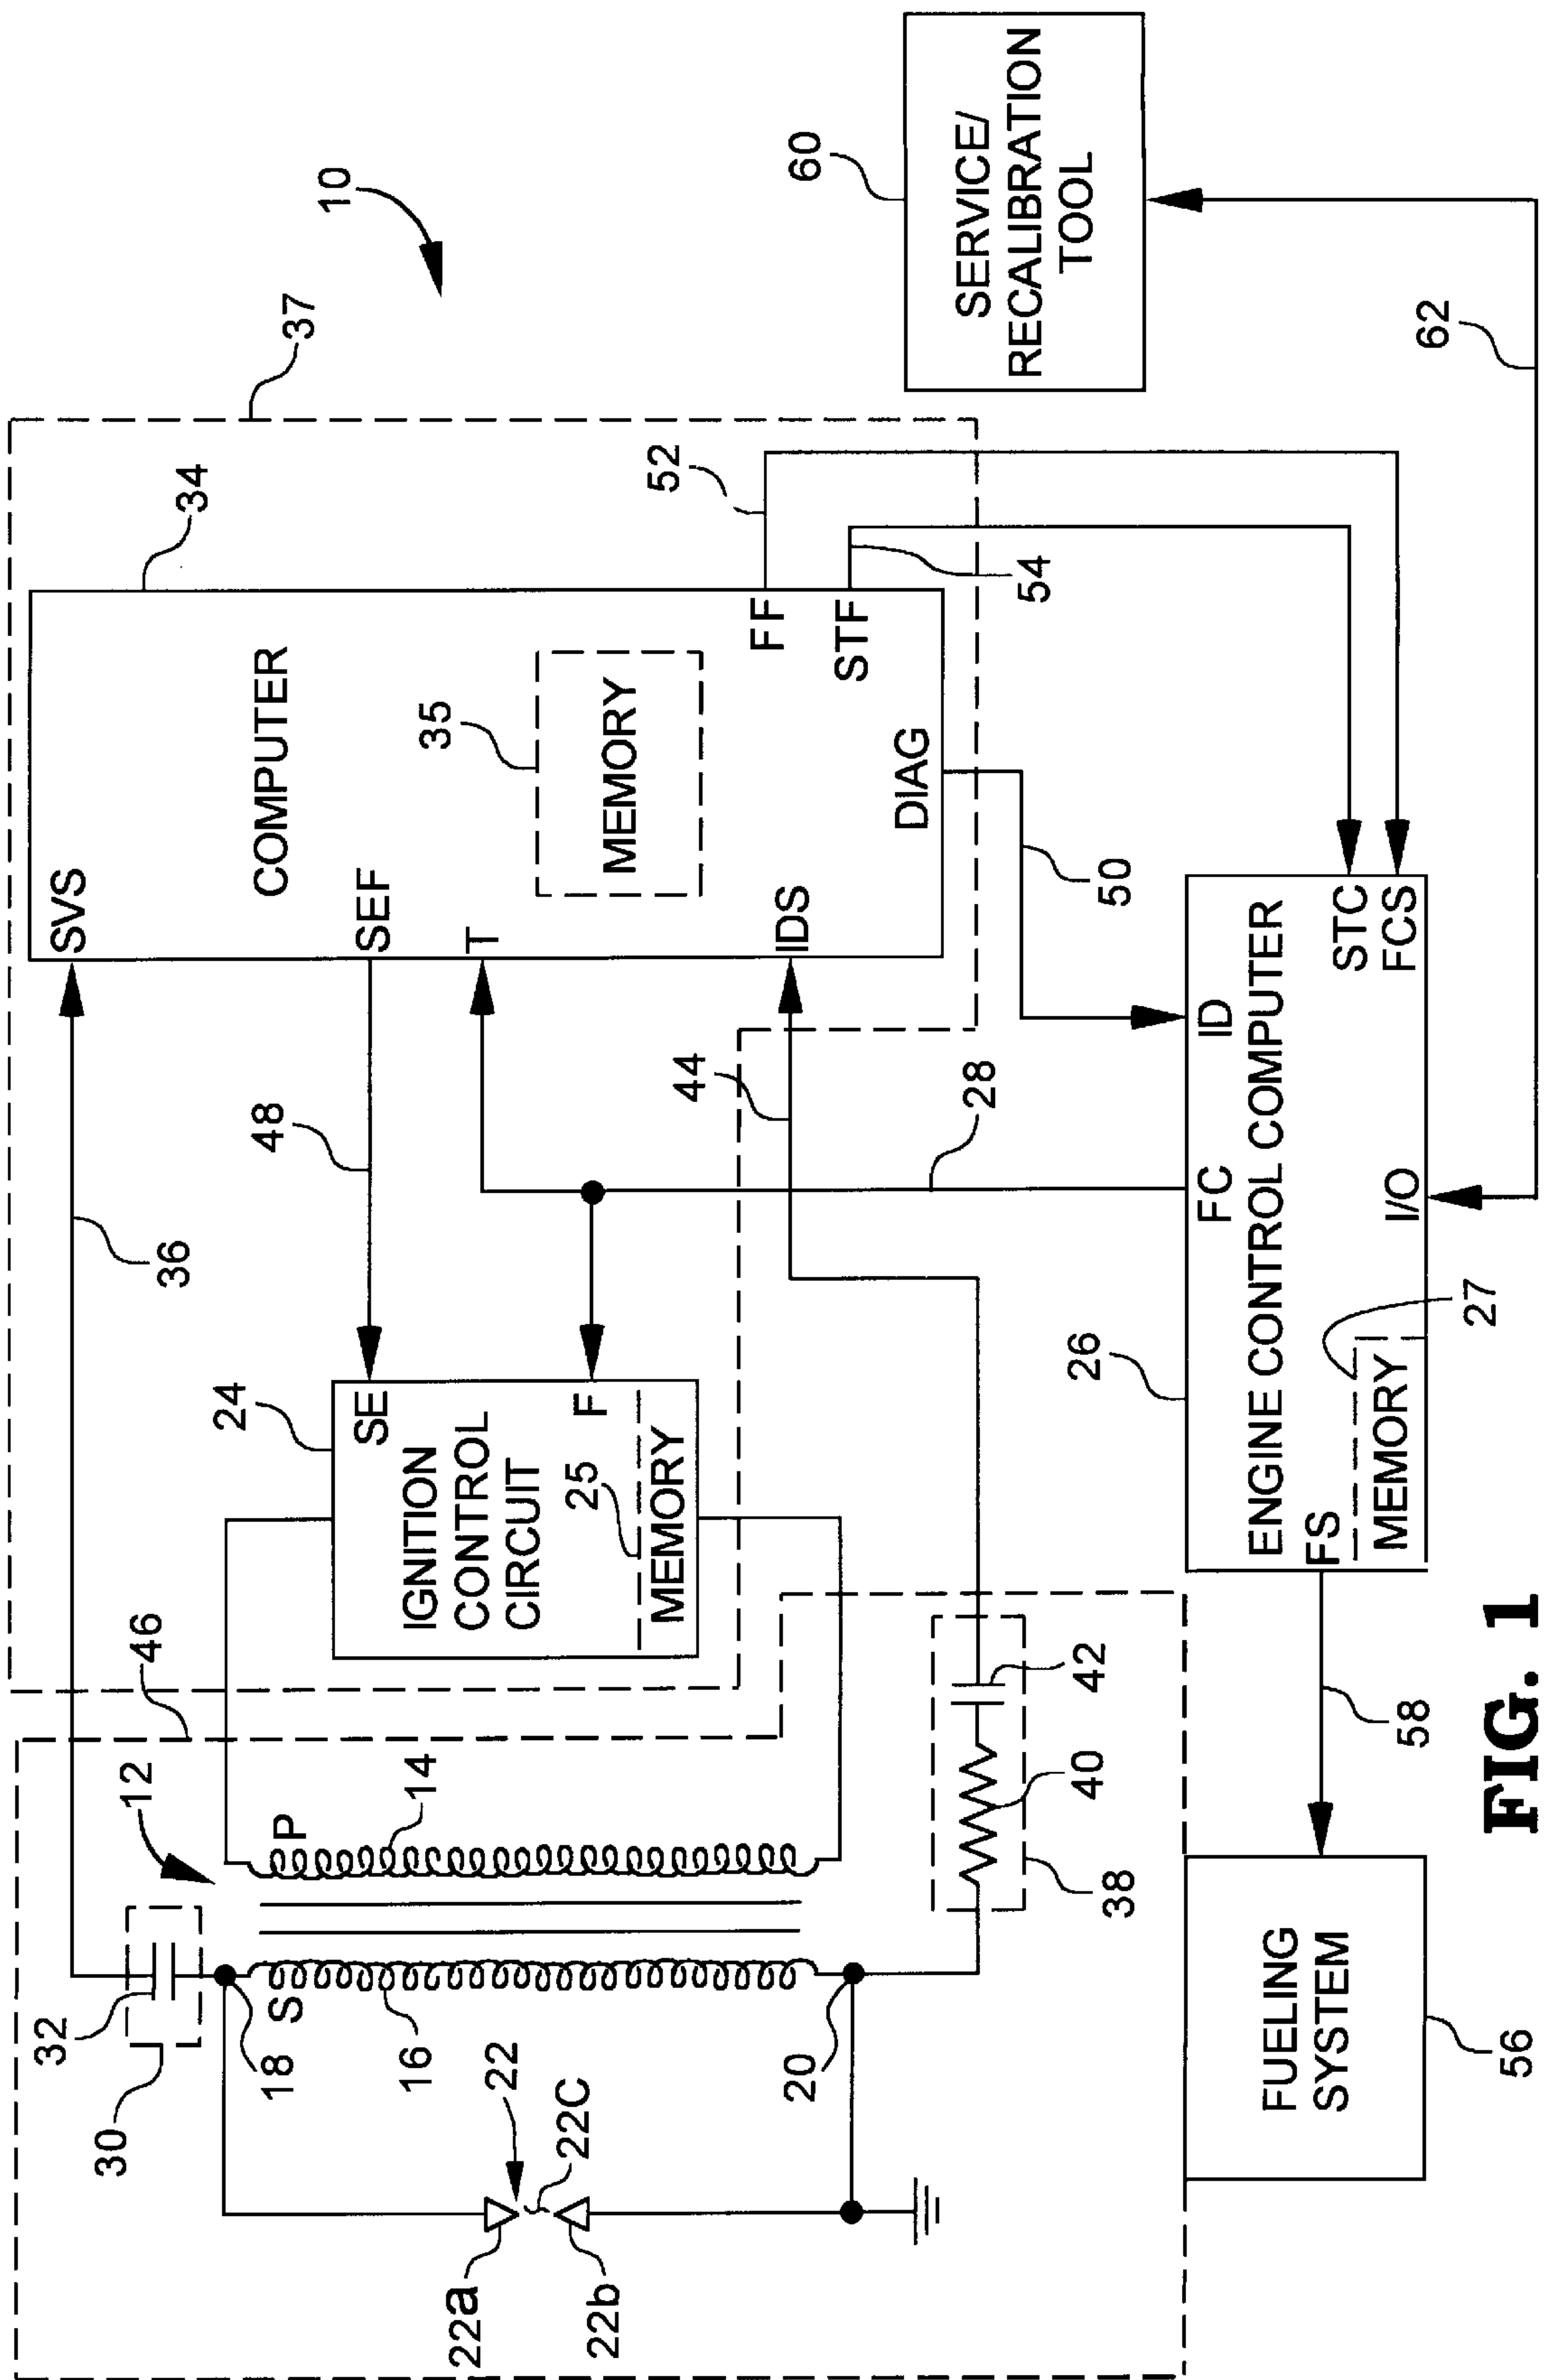 10
37
34
36
SVS
COMPUTER
SEF
T
35
MEMORY
IDS
FF
STF
DIAG
52
54
60
SERVICE/
RECALIBRATION
TOOL
62
46
48
24
SE
IGNITION
CONTROL
CIRCUIT
F
25
MEMORY
44
28
50
12
P
14
32
30
18
S
16
22
22a
22b
22C
20
38
40
42
26
FC
ID
ENGINE CONTROL COMPUTER
STC
FCS
FS
MEMORY
I/O
27
58
FUELING
SYSTEM
56
FIG. 1